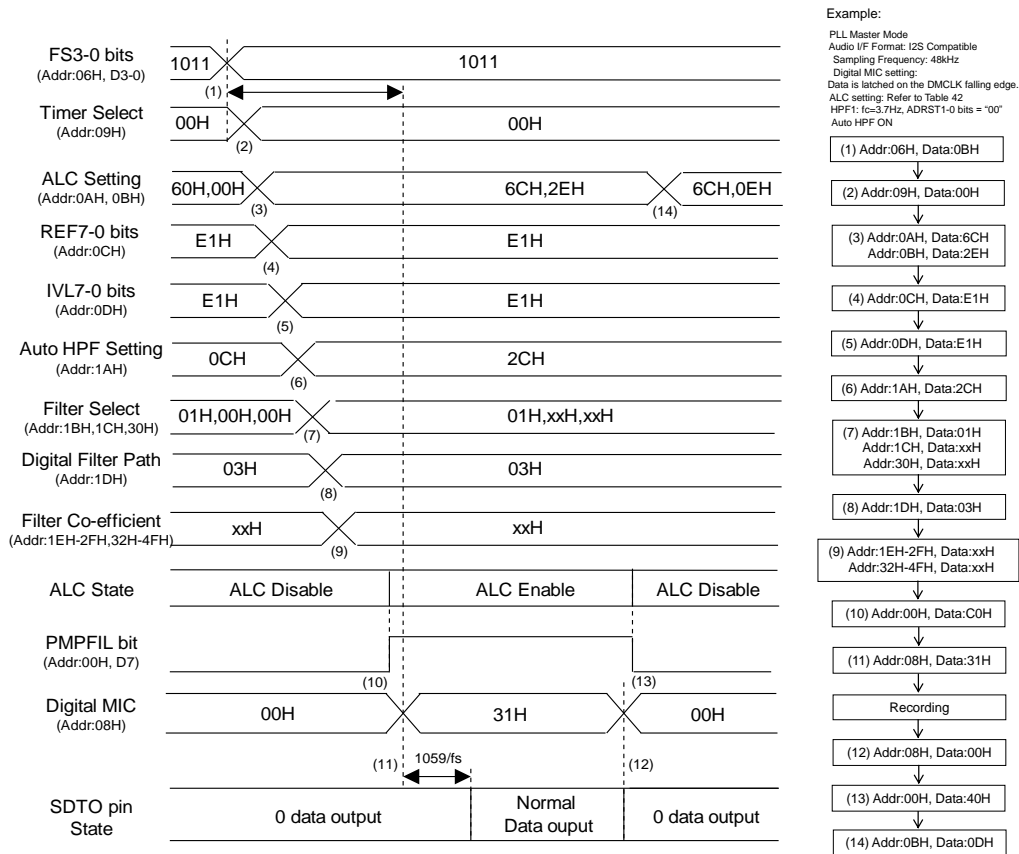 FS3-0 bits
(Addr:06H, D3-0)
1011
1011
(1)
Timer Select
(Addr:09H)
00H
00H
(2)
ALC Setting
(Addr:0AH, 0BH)
60H,00H
6CH,2EH
6CH,0EH
(3)
(14)
REF7-0 bits
(Addr:0CH)
E1H
E1H
(4)
IVL7-0 bits
(Addr:0DH)
E1H
E1H
(5)
Auto HPF Setting
(Addr:1AH)
0CH
2CH
(6)
Filter Select
(Addr:1BH,1CH,30H)
01H,00H,00H
01H,xxH,xxH
(7)
Digital Filter Path
(Addr:1DH)
03H
03H
(8)
Filter Co-efficient
(Addr:1EH-2FH,32H-4FH)
xxH
xxH
(9)
ALC State
ALC Disable
ALC Enable
ALC Disable
PMPFIL bit
(Addr:00H, D7)
(10)
(13)
Digital MIC
(Addr:08H)
00H
31H
00H
(11)
1059/fs
(12)
SDTO pin
State
0 data output
Normal
Data ouput
0 data output
Example:
PLL Master Mode
Audio I/F Format: I2S Compatible
Sampling Frequency: 48kHz
Digital MIC setting:
Data is latched on the DMCLK falling edge.
ALC setting: Refer to Table 42
HPF1: fc=3.7Hz, ADRST1-0 bits = “00”
Auto HPF ON
(1) Addr:06H, Data:0BH
(2) Addr:09H, Data:00H
(3) Addr:0AH, Data:6CH
Addr:0BH, Data:2EH
(4) Addr:0CH, Data:E1H
(5) Addr:0DH, Data:E1H
(6) Addr:1AH, Data:2CH
(7) Addr:1BH, Data:01H
Addr:1CH, Data:xxH
Addr:30H, Data:xxH
(8) Addr:1DH, Data:03H
(9) Addr:1EH-2FH, Data:xxH
Addr:32H-4FH, Data:xxH
(10) Addr:00H, Data:C0H
(11) Addr:08H, Data:31H
Recording
(12) Addr:08H, Data:00H
(13) Addr:00H, Data:40H
(14) Addr:0BH, Data:0DH